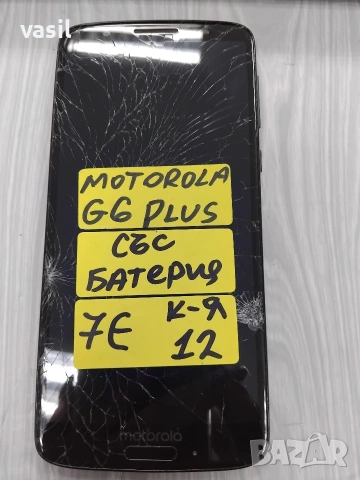 vasil
MOTOROLA
G6 PLUS
СЪС
БАТЕРИЯ
7E К-Я
12
motorola
BAZAR